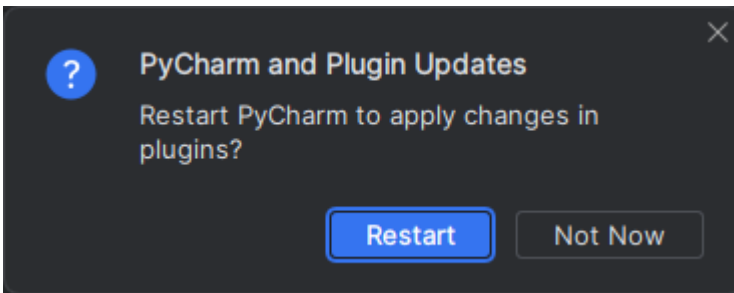 PyCharm and Plugin Updates
Restart PyCharm to apply changes in
plugins?
Restart
Not Now